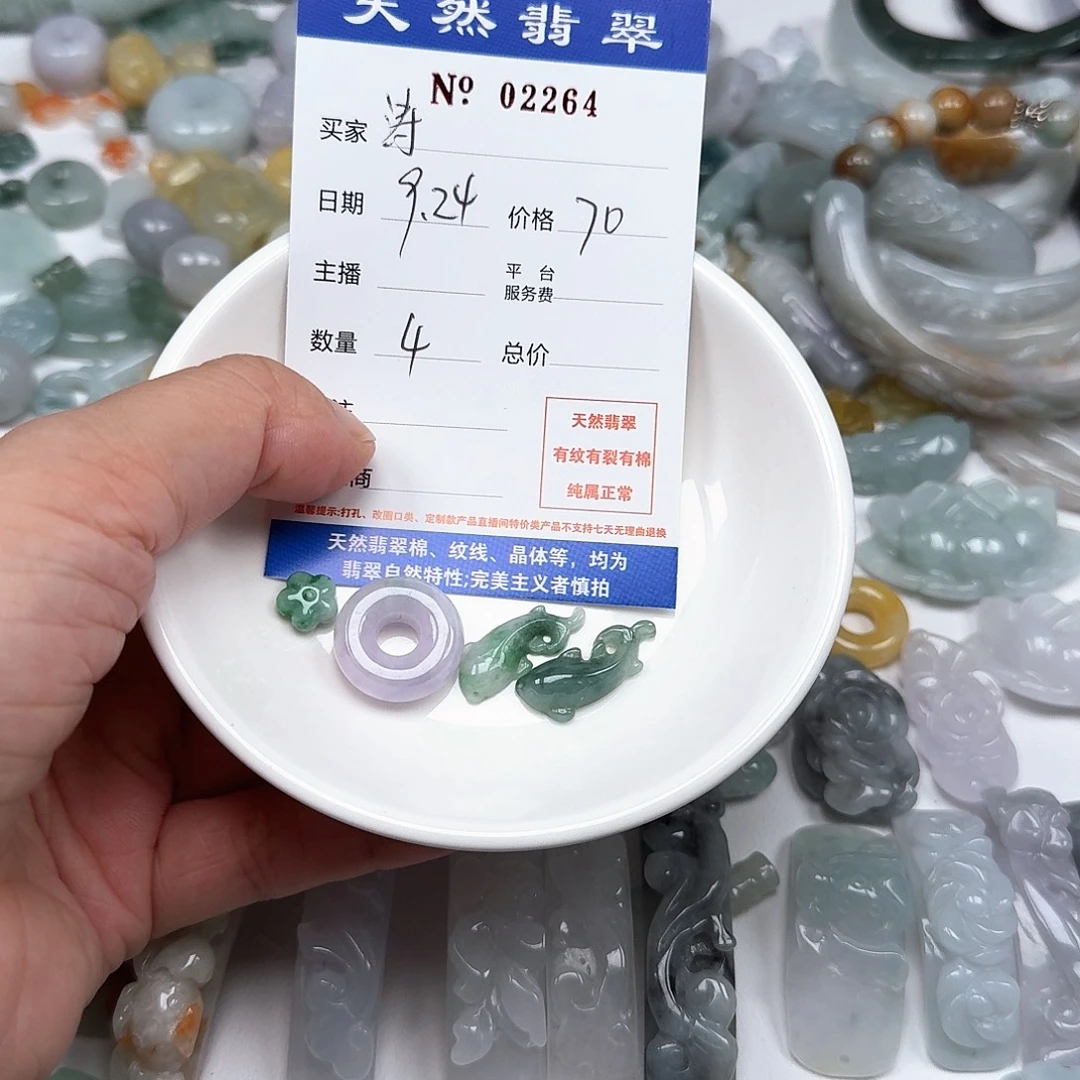 天然翡翠
Nº 02264
买家 涛
日期 9.24 价格 70
主播 平台服务费
数量 4 总价
注
商
天然翡翠
有纹有裂有棉
纯属正常
温馨提示:打孔、改圈口类、定制款产品直播间特价类产品不支持七天无理由退换
天然翡翠棉、纹线、晶体等，均为
翡翠自然特性;完美主义者慎拍